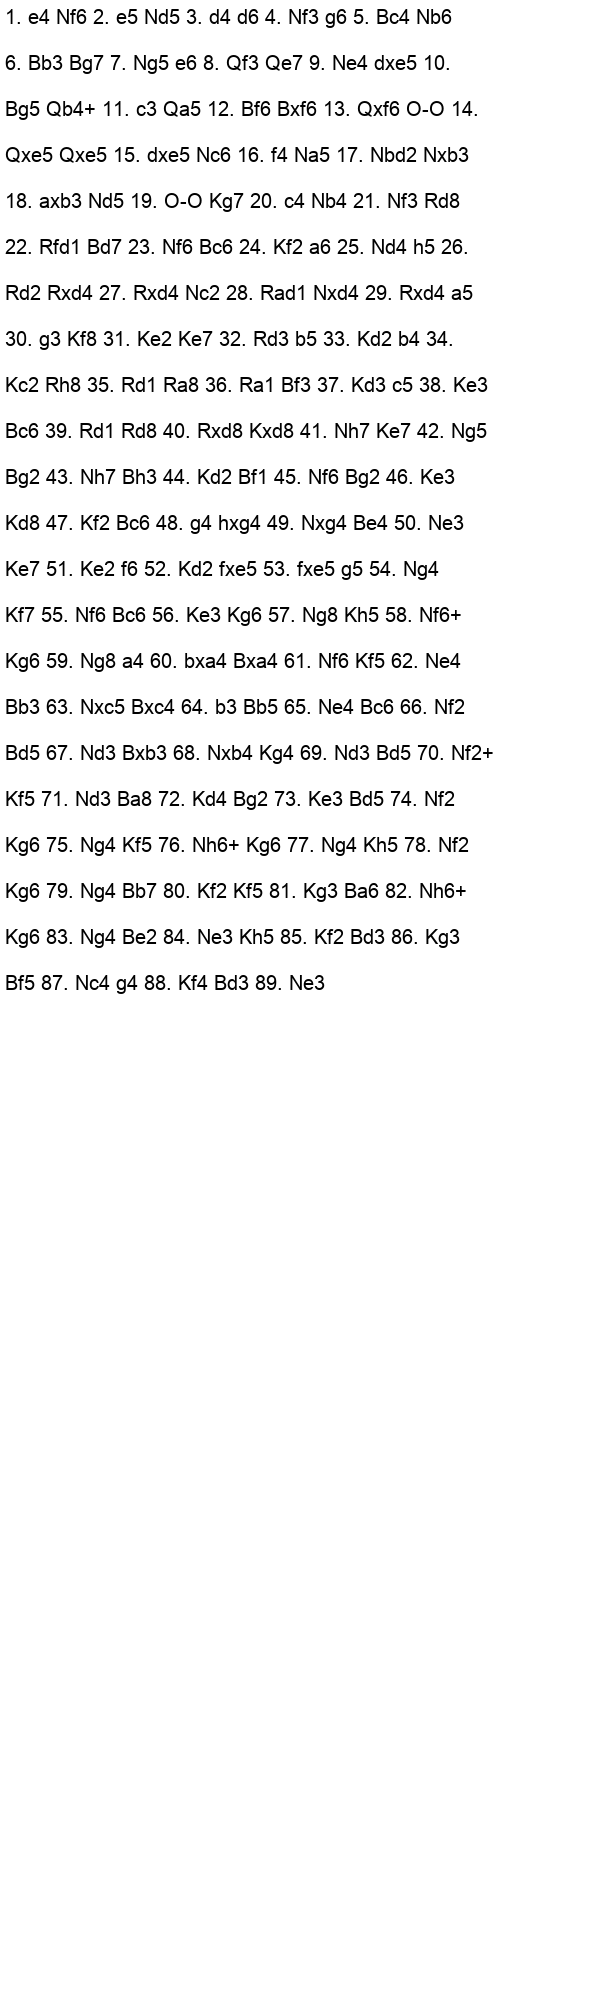 1. e4 Nf6 2. e5 Nd5 3. d4 d6 4. Nf3 g6 5. Bc4 Nb6
6. Bb3 Bg7 7. Ng5 e6 8. Qf3 Qe7 9. Ne4 dxe5 10.
Bg5 Qb4+ 11. c3 Qa5 12. Bf6 Bxf6 13. Qxf6 O-O 14.
Qxe5 Qxe5 15. dxe5 Nc6 16. f4 Na5 17. Nbd2 Nxb3
18. axb3 Nd5 19. O-O Kg7 20. c4 Nb4 21. Nf3 Rd8
22. Rfd1 Bd7 23. Nf6 Bc6 24. Kf2 a6 25. Nd4 h5 26.
Rd2 Rxd4 27. Rxd4 Nc2 28. Rad1 Nxd4 29. Rxd4 a5
30. g3 Kf8 31. Ke2 Ke7 32. Rd3 b5 33. Kd2 b4 34.
Kc2 Rh8 35. Rd1 Ra8 36. Ra1 Bf3 37. Kd3 c5 38. Ke3
Bc6 39. Rd1 Rd8 40. Rxd8 Kxd8 41. Nh7 Ke7 42. Ng5
Bg2 43. Nh7 Bh3 44. Kd2 Bf1 45. Nf6 Bg2 46. Ke3
Kd8 47. Kf2 Bc6 48. g4 hxg4 49. Nxg4 Be4 50. Ne3
Ke7 51. Ke2 f6 52. Kd2 fxe5 53. fxe5 g5 54. Ng4
Kf7 55. Nf6 Bc6 56. Ke3 Kg6 57. Ng8 Kh5 58. Nf6+
Kg6 59. Ng8 a4 60. bxa4 Bxa4 61. Nf6 Kf5 62. Ne4
Bb3 63. Nxc5 Bxc4 64. b3 Bb5 65. Ne4 Bc6 66. Nf2
Bd5 67. Nd3 Bxb3 68. Nxb4 Kg4 69. Nd3 Bd5 70. Nf2+
Kf5 71. Nd3 Ba8 72. Kd4 Bg2 73. Ke3 Bd5 74. Nf2
Kg6 75. Ng4 Kf5 76. Nh6+ Kg6 77. Ng4 Kh5 78. Nf2
Kg6 79. Ng4 Bb7 80. Kf2 Kf5 81. Kg3 Ba6 82. Nh6+
Kg6 83. Ng4 Be2 84. Ne3 Kh5 85. Kf2 Bd3 86. Kg3
Bf5 87. Nc4 g4 88. Kf4 Bd3 89. Ne3